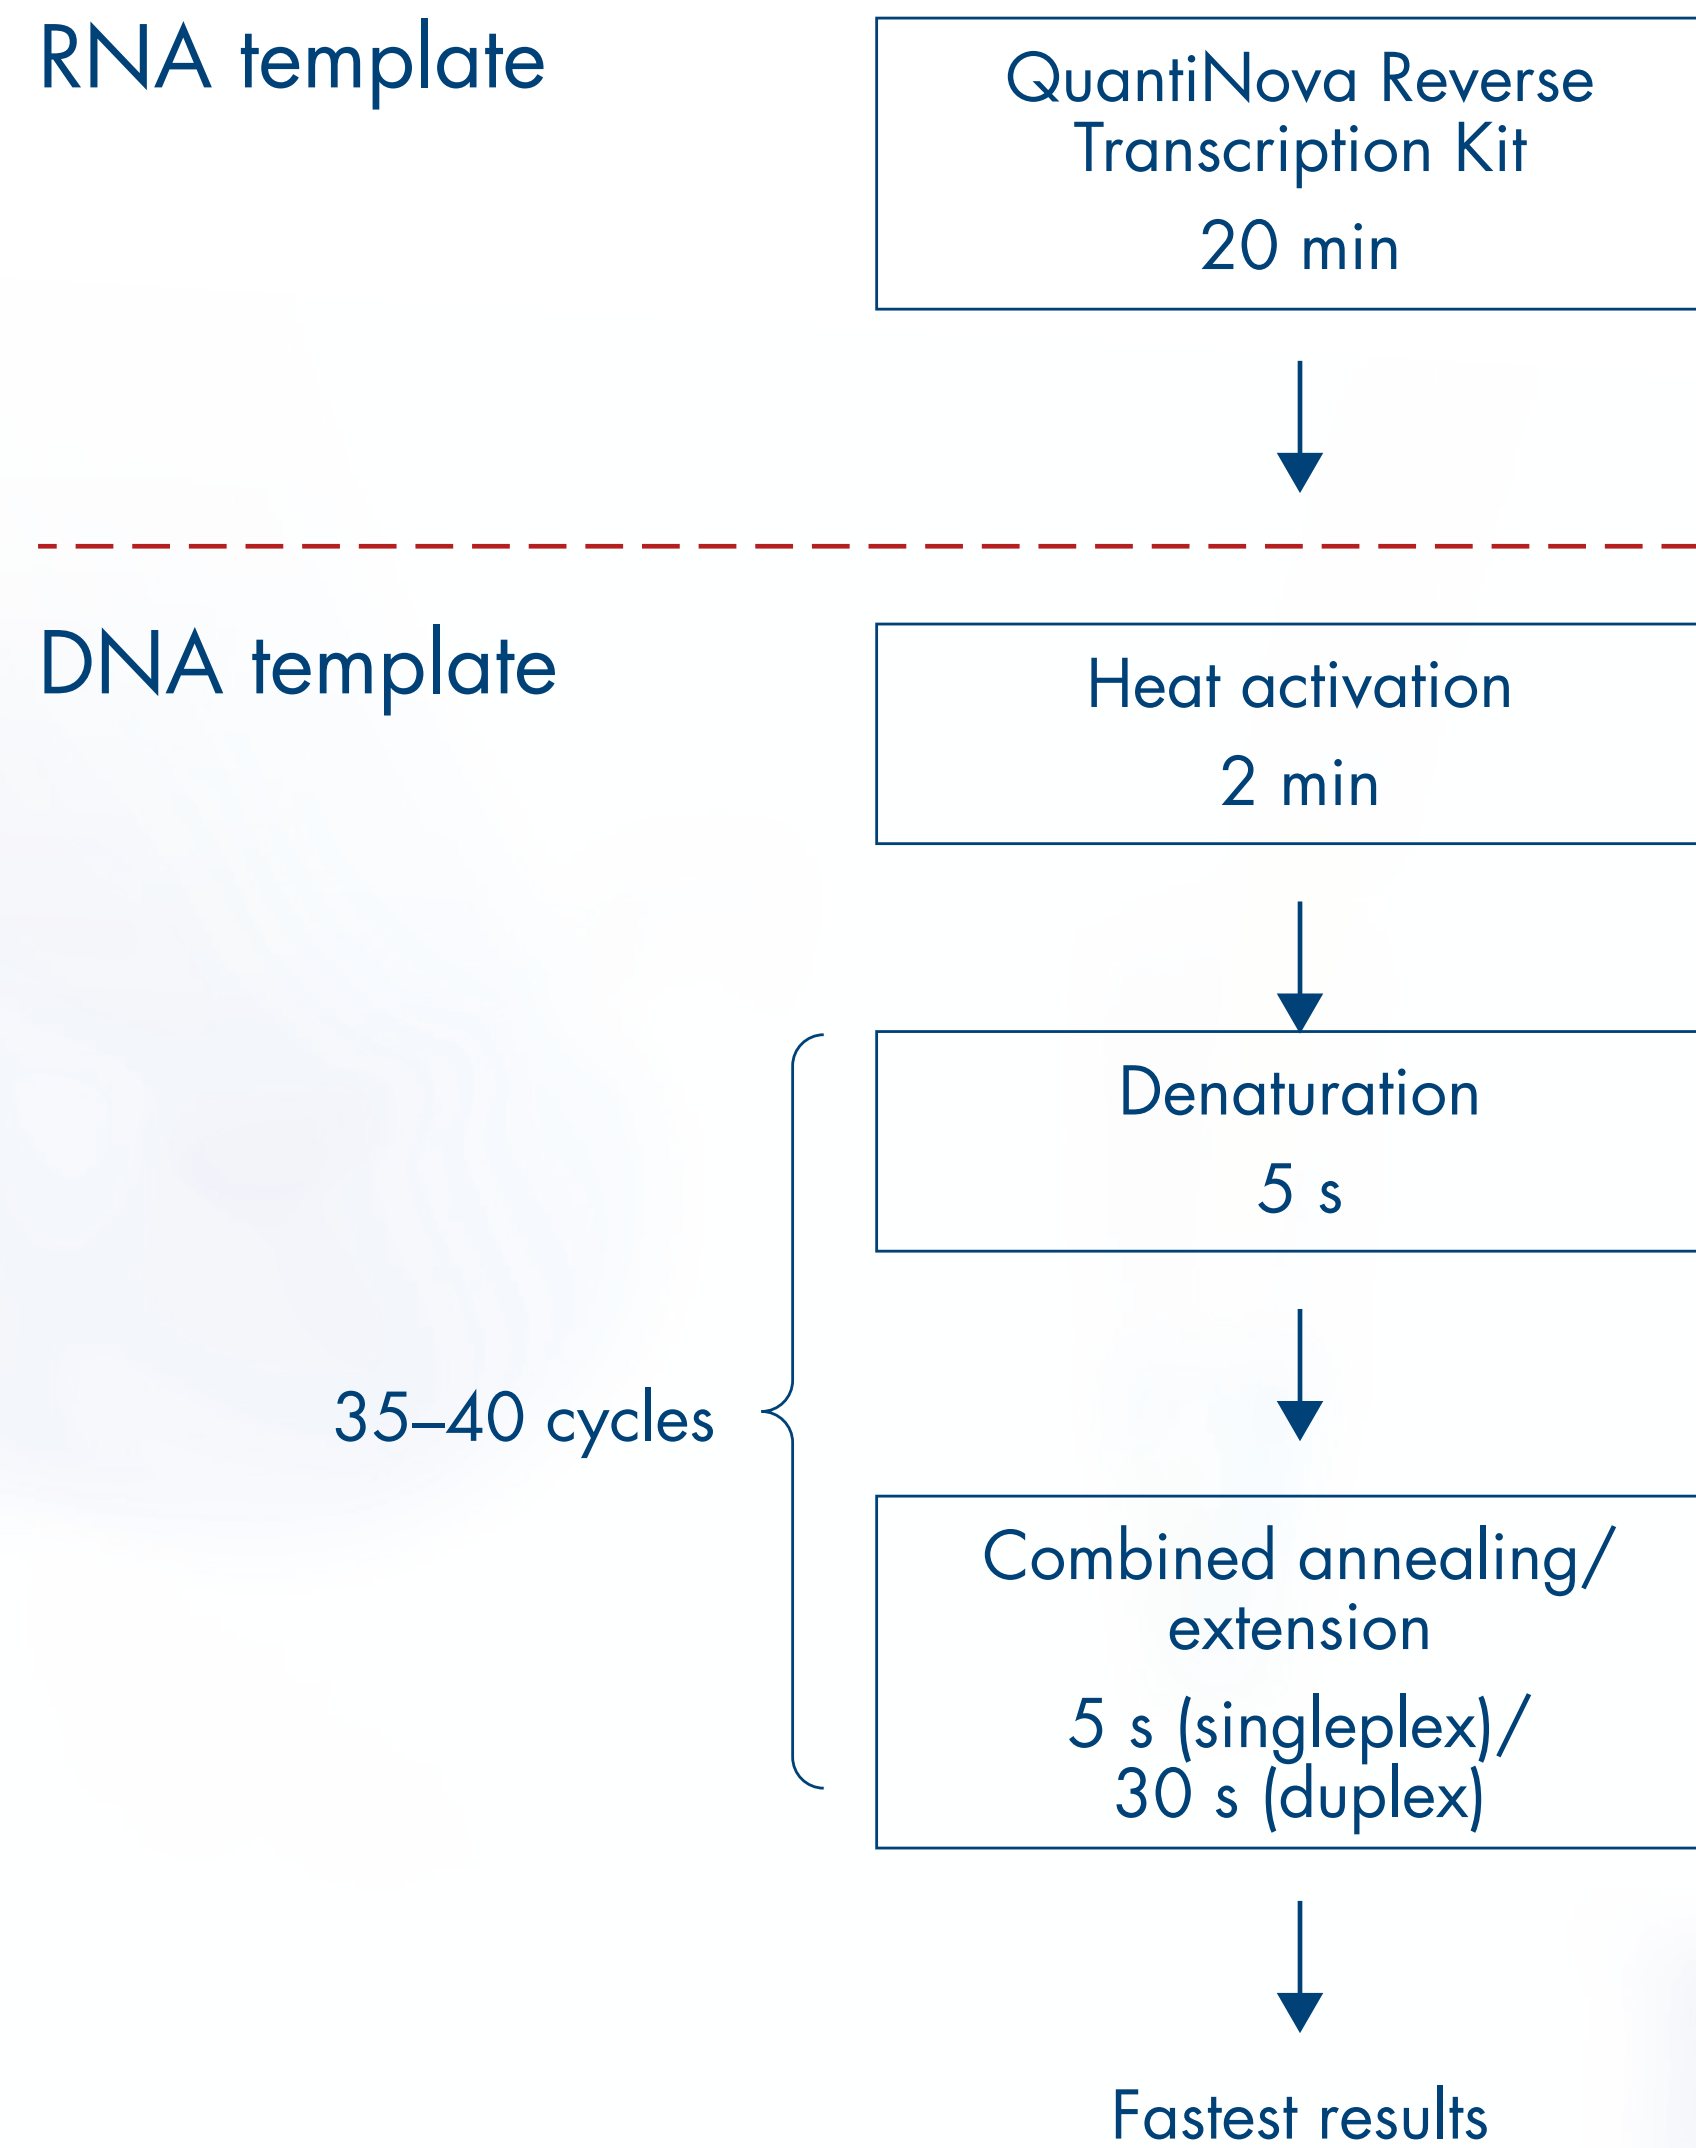 RNA template
QuantiNova Reverse
Transcription Kit
20 min
DNA template
Heat activation
2 min
Denaturation
5 s
35–40 cycles
Combined annealing/
extension
5 s (singleplex)/
30 s (duplex)
Fastest results